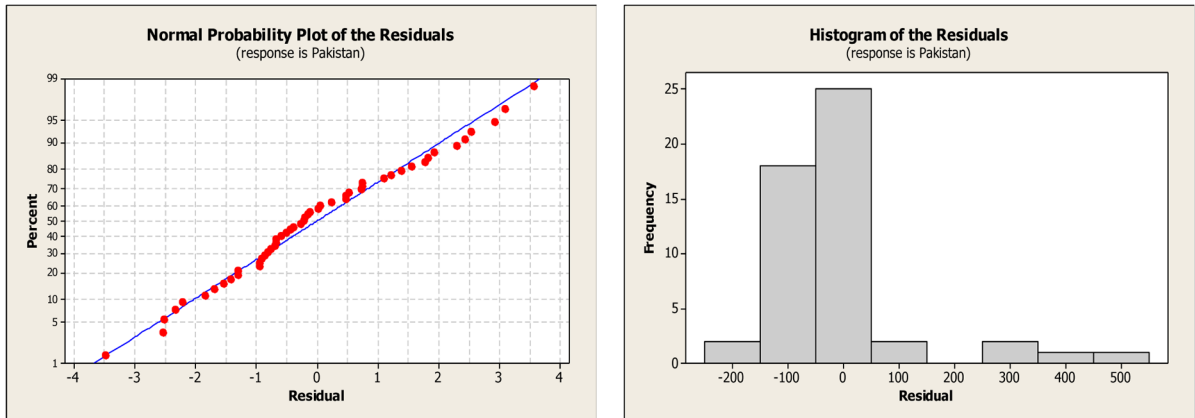 Normal Probability Plot of the Residuals
(response is Pakistan)
99
95
90
80
70
60
50
40
30
20
10
5
1
Percent
-4 -3 -2 -1 0 1 2 3 4
Residual
Histogram of the Residuals
(response is Pakistan)
25
20
15
10
5
0
Frequency
-200 -100 0 100 200 300 400 500
Residual